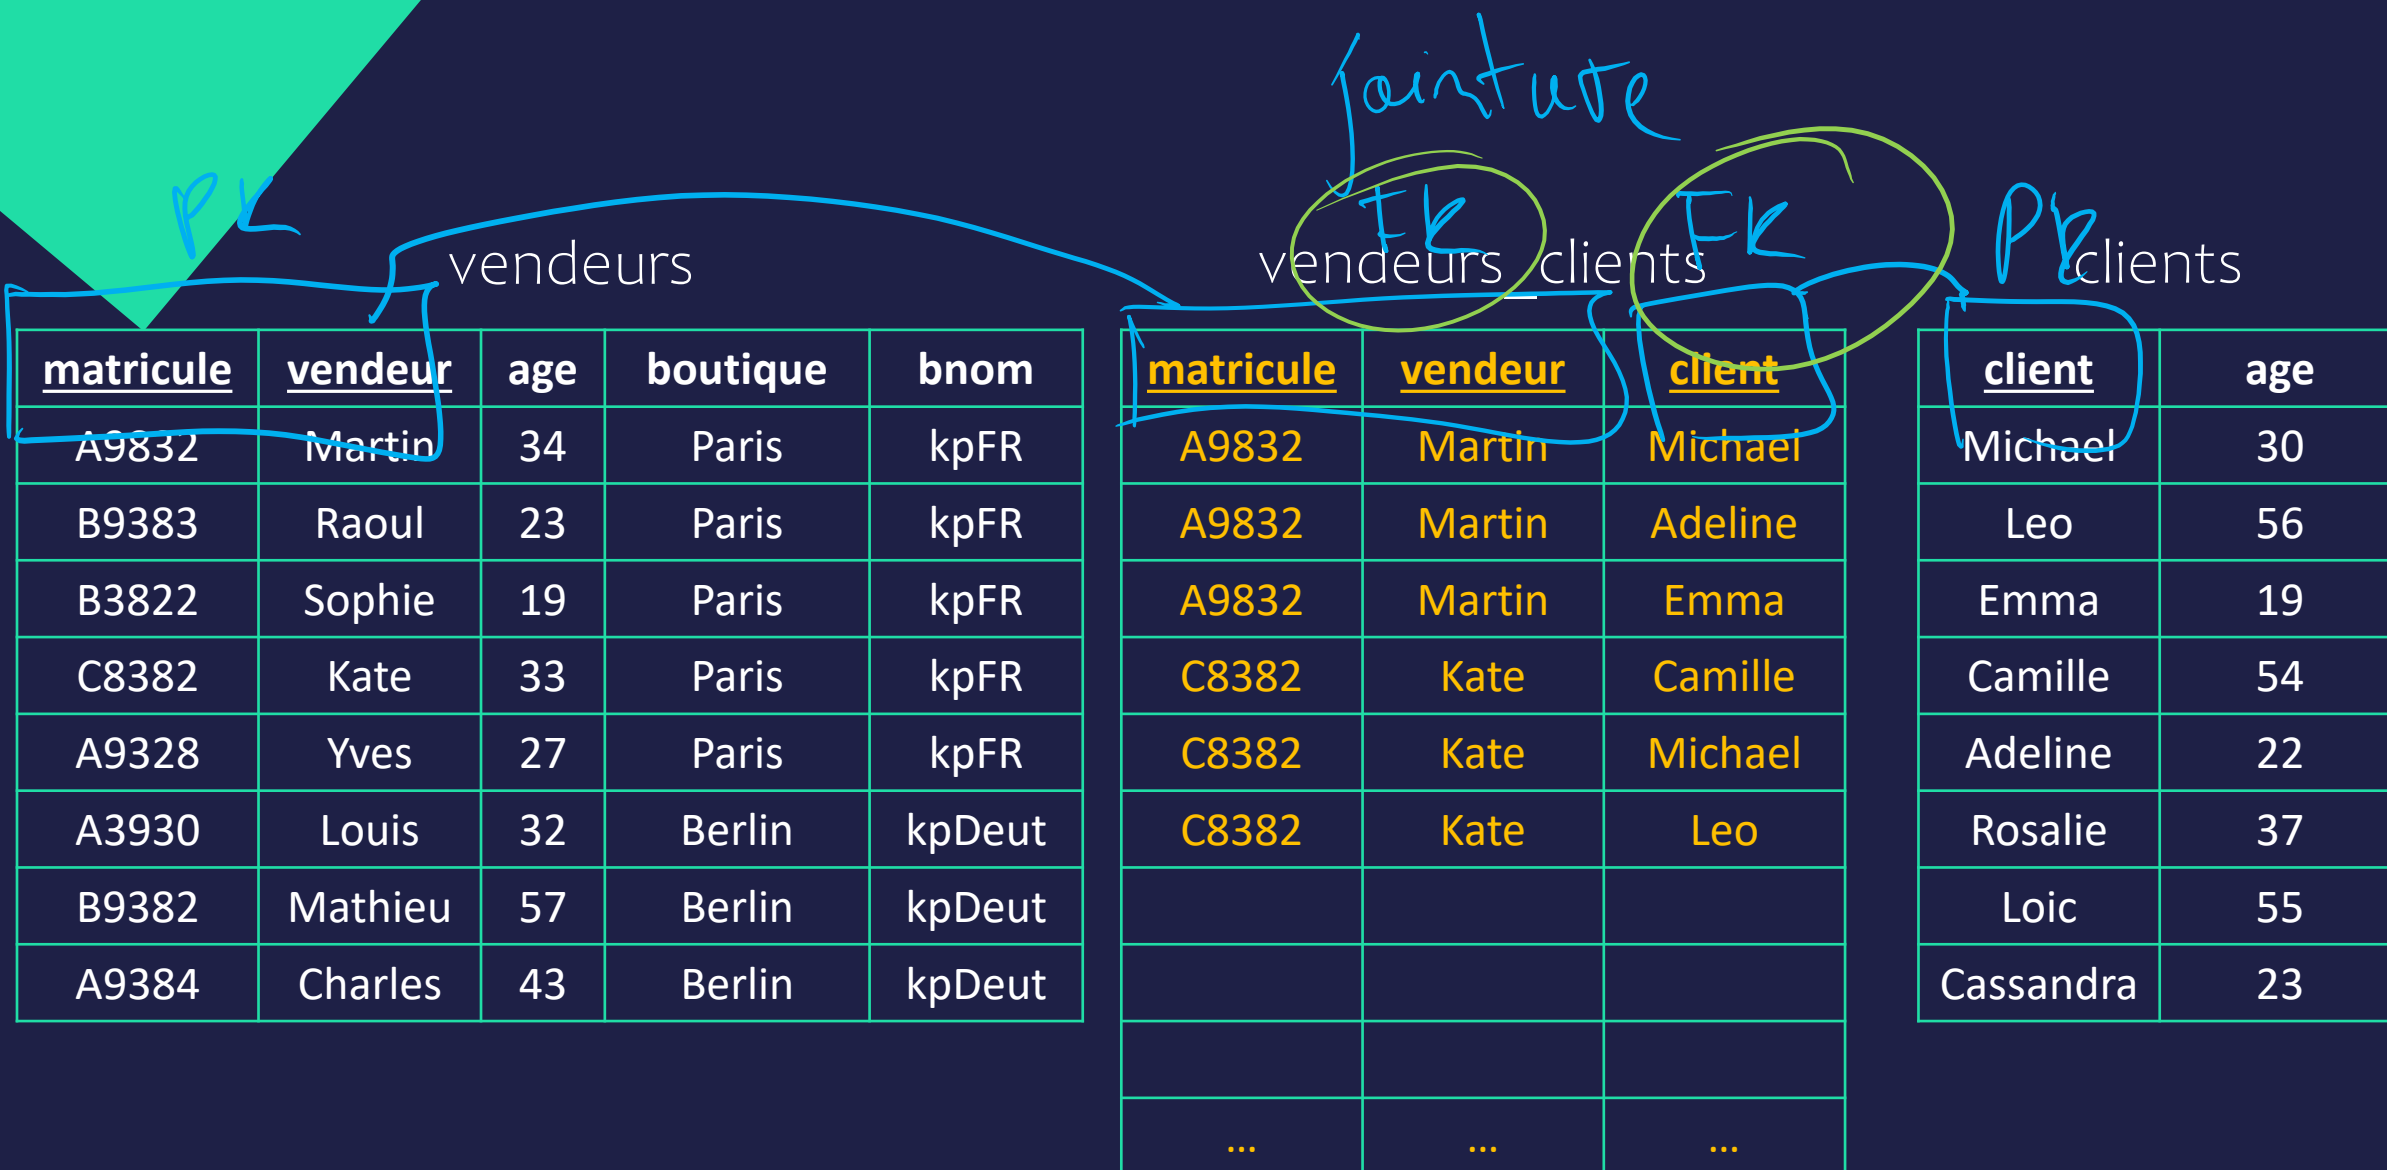 jointure
PK FK FK PK
vendeurs vendeurs_clients clients
matricule vendeur age boutique bnom matricule vendeur client client age
A9832 Martin 34 Paris kpFR A9832 Martin Michael Michael 30
B9383 Raoul 23 Paris kpFR A9832 Martin Adeline Leo 56
B3822 Sophie 19 Paris kpFR A9832 Martin Emma Emma 19
C8382 Kate 33 Paris kpFR C8382 Kate Camille Camille 54
A9328 Yves 27 Paris kpFR C8382 Kate Michael Adeline 22
A3930 Louis 32 Berlin kpDeut C8382 Kate Leo Rosalie 37
B9382 Mathieu 57 Berlin kpDeut Loic 55
A9384 Charles 43 Berlin kpDeut Cassandra 23
... ... ...